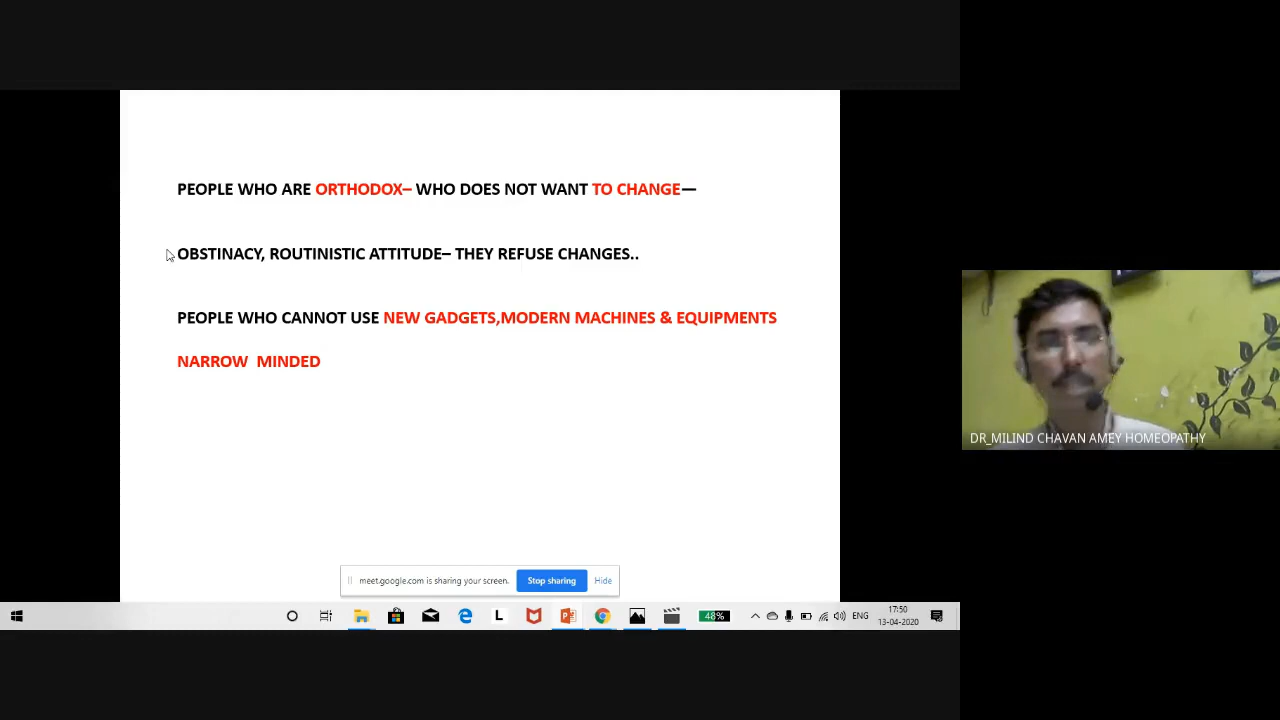 PEOPLE WHO ARE ORTHODOX– WHO DOES NOT WANT TO CHANGE—
OBSTINACY, ROUTINISTIC ATTITUDE– THEY REFUSE CHANGES..
PEOPLE WHO CANNOT USE NEW GADGETS,MODERN MACHINES & EQUIPMENTS
NARROW MINDED
DR_MILIND CHAVAN AMEY HOMEOPATHY
meet.google.com is sharing your screen. Stop sharing Hide
L 48% ENG 17:50
13-04-2020